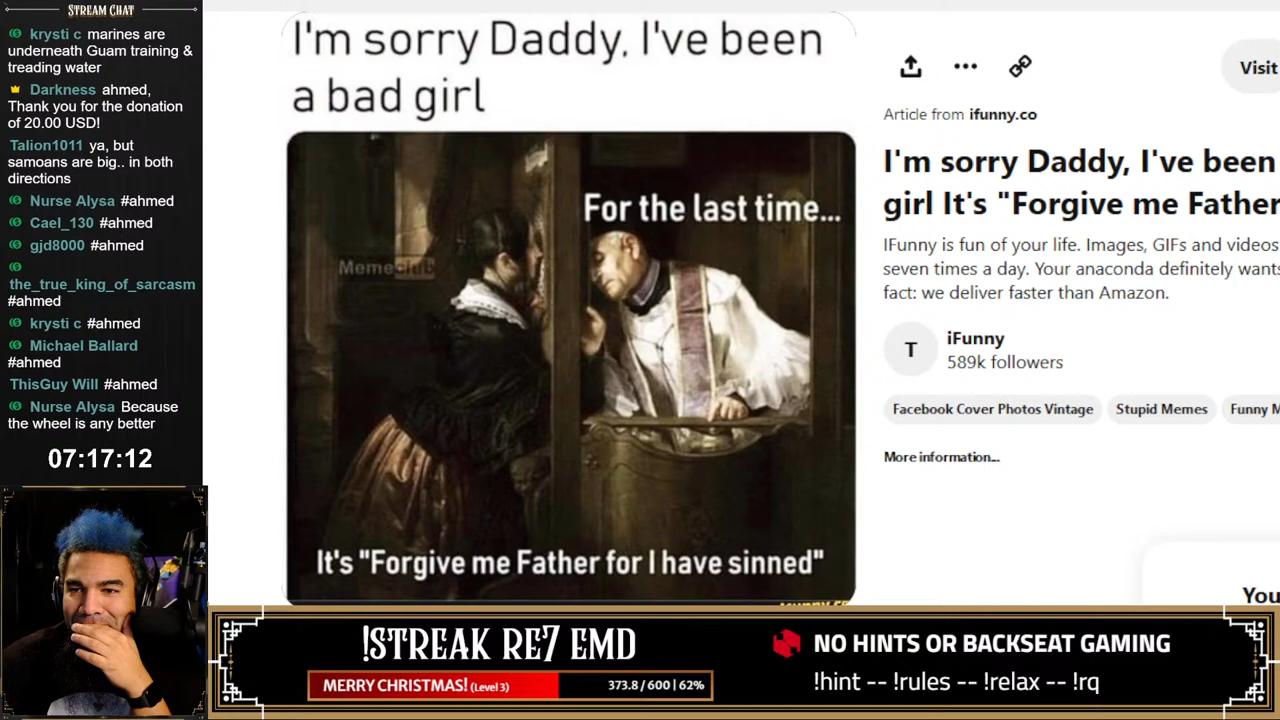 STREAM CHAT
krysti c marines are
underneath Guam training &
treading water
Darkness ahmed,
Thank you for the donation
of 20.00 USD!
Talion1011 ya, but
samoans are big.. in both
directions
Nurse Alysa #ahmed
Cael_130 #ahmed
gjd8000 #ahmed
the_true_king_of_sarcasm
#ahmed
krysti c #ahmed
Michael Ballard
#ahmed
ThisGuy Will #ahmed
Nurse Alysa Because
the wheel is any better
07:17:12
I'm sorry Daddy, I've been
a bad girl
For the last time...
Memeclub
It's "Forgive me Father for I have sinned"
Visit
Article from ifunny.co
I'm sorry Daddy, I've been
girl It's "Forgive me Father
IFunny is fun of your life. Images, GIFs and videos
seven times a day. Your anaconda definitely wants
fact: we deliver faster than Amazon.
T
iFunny
589k followers
Facebook Cover Photos Vintage
Stupid Memes
Funny M
More information...
You
!STREAK RE7 EMD
MERRY CHRISTMAS! (Level 3)
373.8 / 600 | 62%
NO HINTS OR BACKSEAT GAMING
!hint -- !rules -- !relax -- !rq